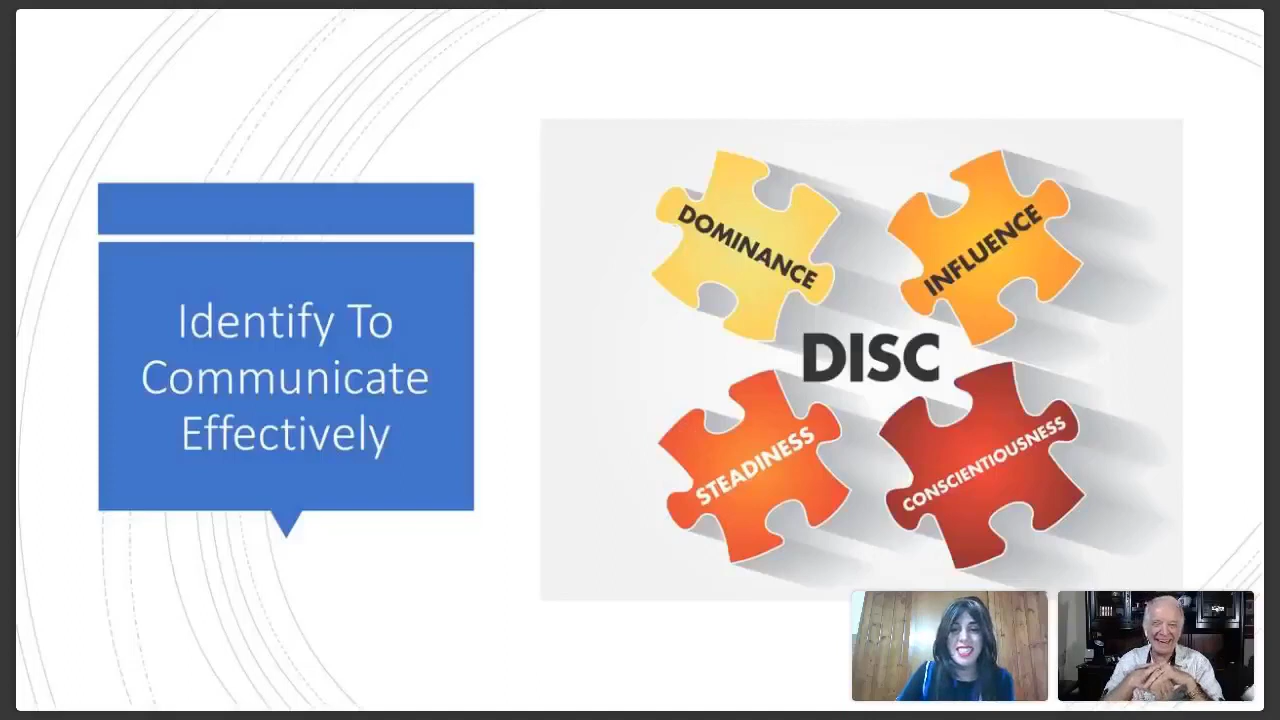 Identify To
Communicate
Effectively
DOMINANCE
INFLUENCE
DISC
STEADINESS
CONSCIENTIOUSNESS